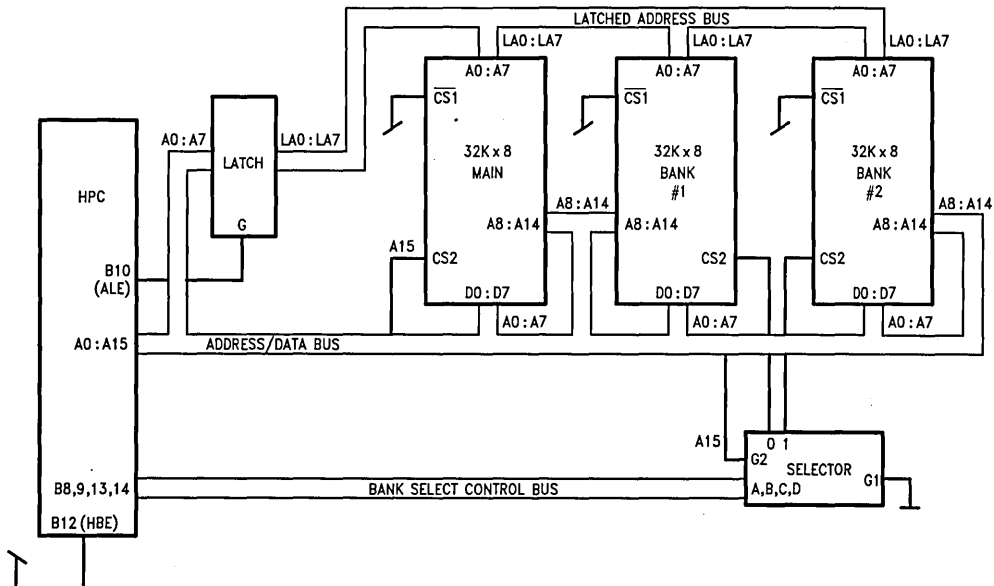 LATCHED ADDRESS BUS
LA0:LA7
LA0:LA7
LA0:LA7
A0:A7
A0:A7
A0:A7
CS1
CS1
CS1
A0:A7
LA0:LA7
LATCH
G
32K x 8
MAIN
32K x 8
BANK
#1
32K x 8
BANK
#2
HPC
A8:A14
A8:A14
A8:A14
A8:A14
A8:A14
A15
CS2
CS2
CS2
B10
(ALE)
D0:D7
D0:D7
D0:D7
A0:A7
A0:A7
A0:A7
A0:A15
ADDRESS/DATA BUS
A15
0 1
G2
SELECTOR
G1
A,B,C,D
B8,9,13,14
BANK SELECT CONTROL BUS
B12 (HBE)